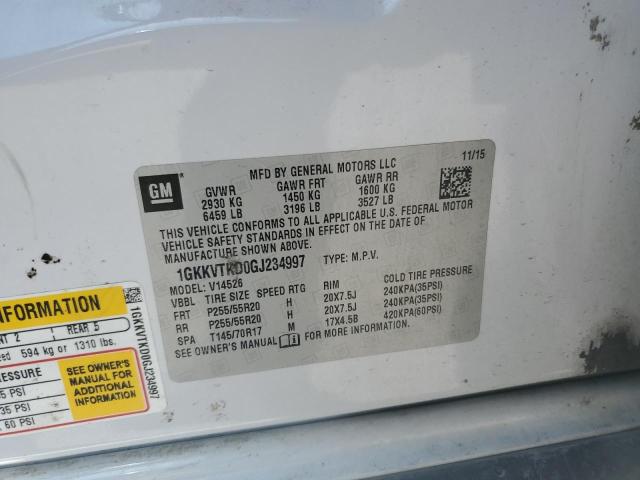 MFD BY GENERAL MOTORS LLC 11/15
GM
GVWR GAWR FRT GAWR RR
2930 KG 1450 KG 1600 KG
6459 LB 3196 LB 3527 LB
THIS VEHICLE CONFORMS TO ALL APPLICABLE U.S. FEDERAL MOTOR
VEHICLE SAFETY STANDARDS IN EFFECT ON THE DATE OF
MANUFACTURE SHOWN ABOVE.
1GKKVTKD0GJ234997 TYPE: M.P.V.
MODEL: V14526
VBBL TIRE SIZE SPEED RTG RIM COLD TIRE PRESSURE
FRT P255/55R20 H 20X7.5J 240KPA(35PSI)
RR P255/55R20 H 20X7.5J 240KPA(35PSI)
SPA T145/70R17 M 17X4.5B 420KPA(60PSI)
SEE OWNER'S MANUAL FOR MORE INFORMATION.
INFORMATION
2 REAR 5
594 kg or 1310 lbs.
PRESSURE
PSI
35 PSI
60 PSI
SEE OWNER'S
MANUAL FOR
ADDITIONAL
INFORMATION
1GKKVTKD0GJ234997